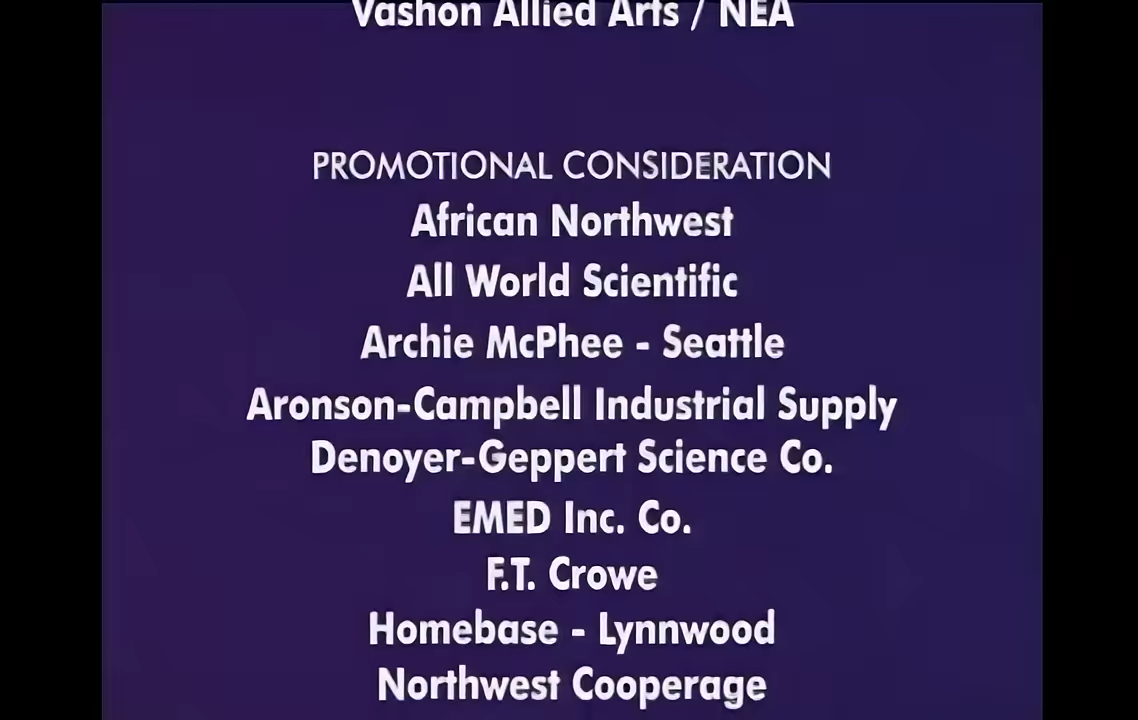 Vashon Allied Arts / NEA
PROMOTIONAL CONSIDERATION
African Northwest
All World Scientific
Archie McPhee - Seattle
Aronson-Campbell Industrial Supply
Denoyer-Geppert Science Co.
EMED Inc. Co.
F.T. Crowe
Homebase - Lynnwood
Northwest Cooperage